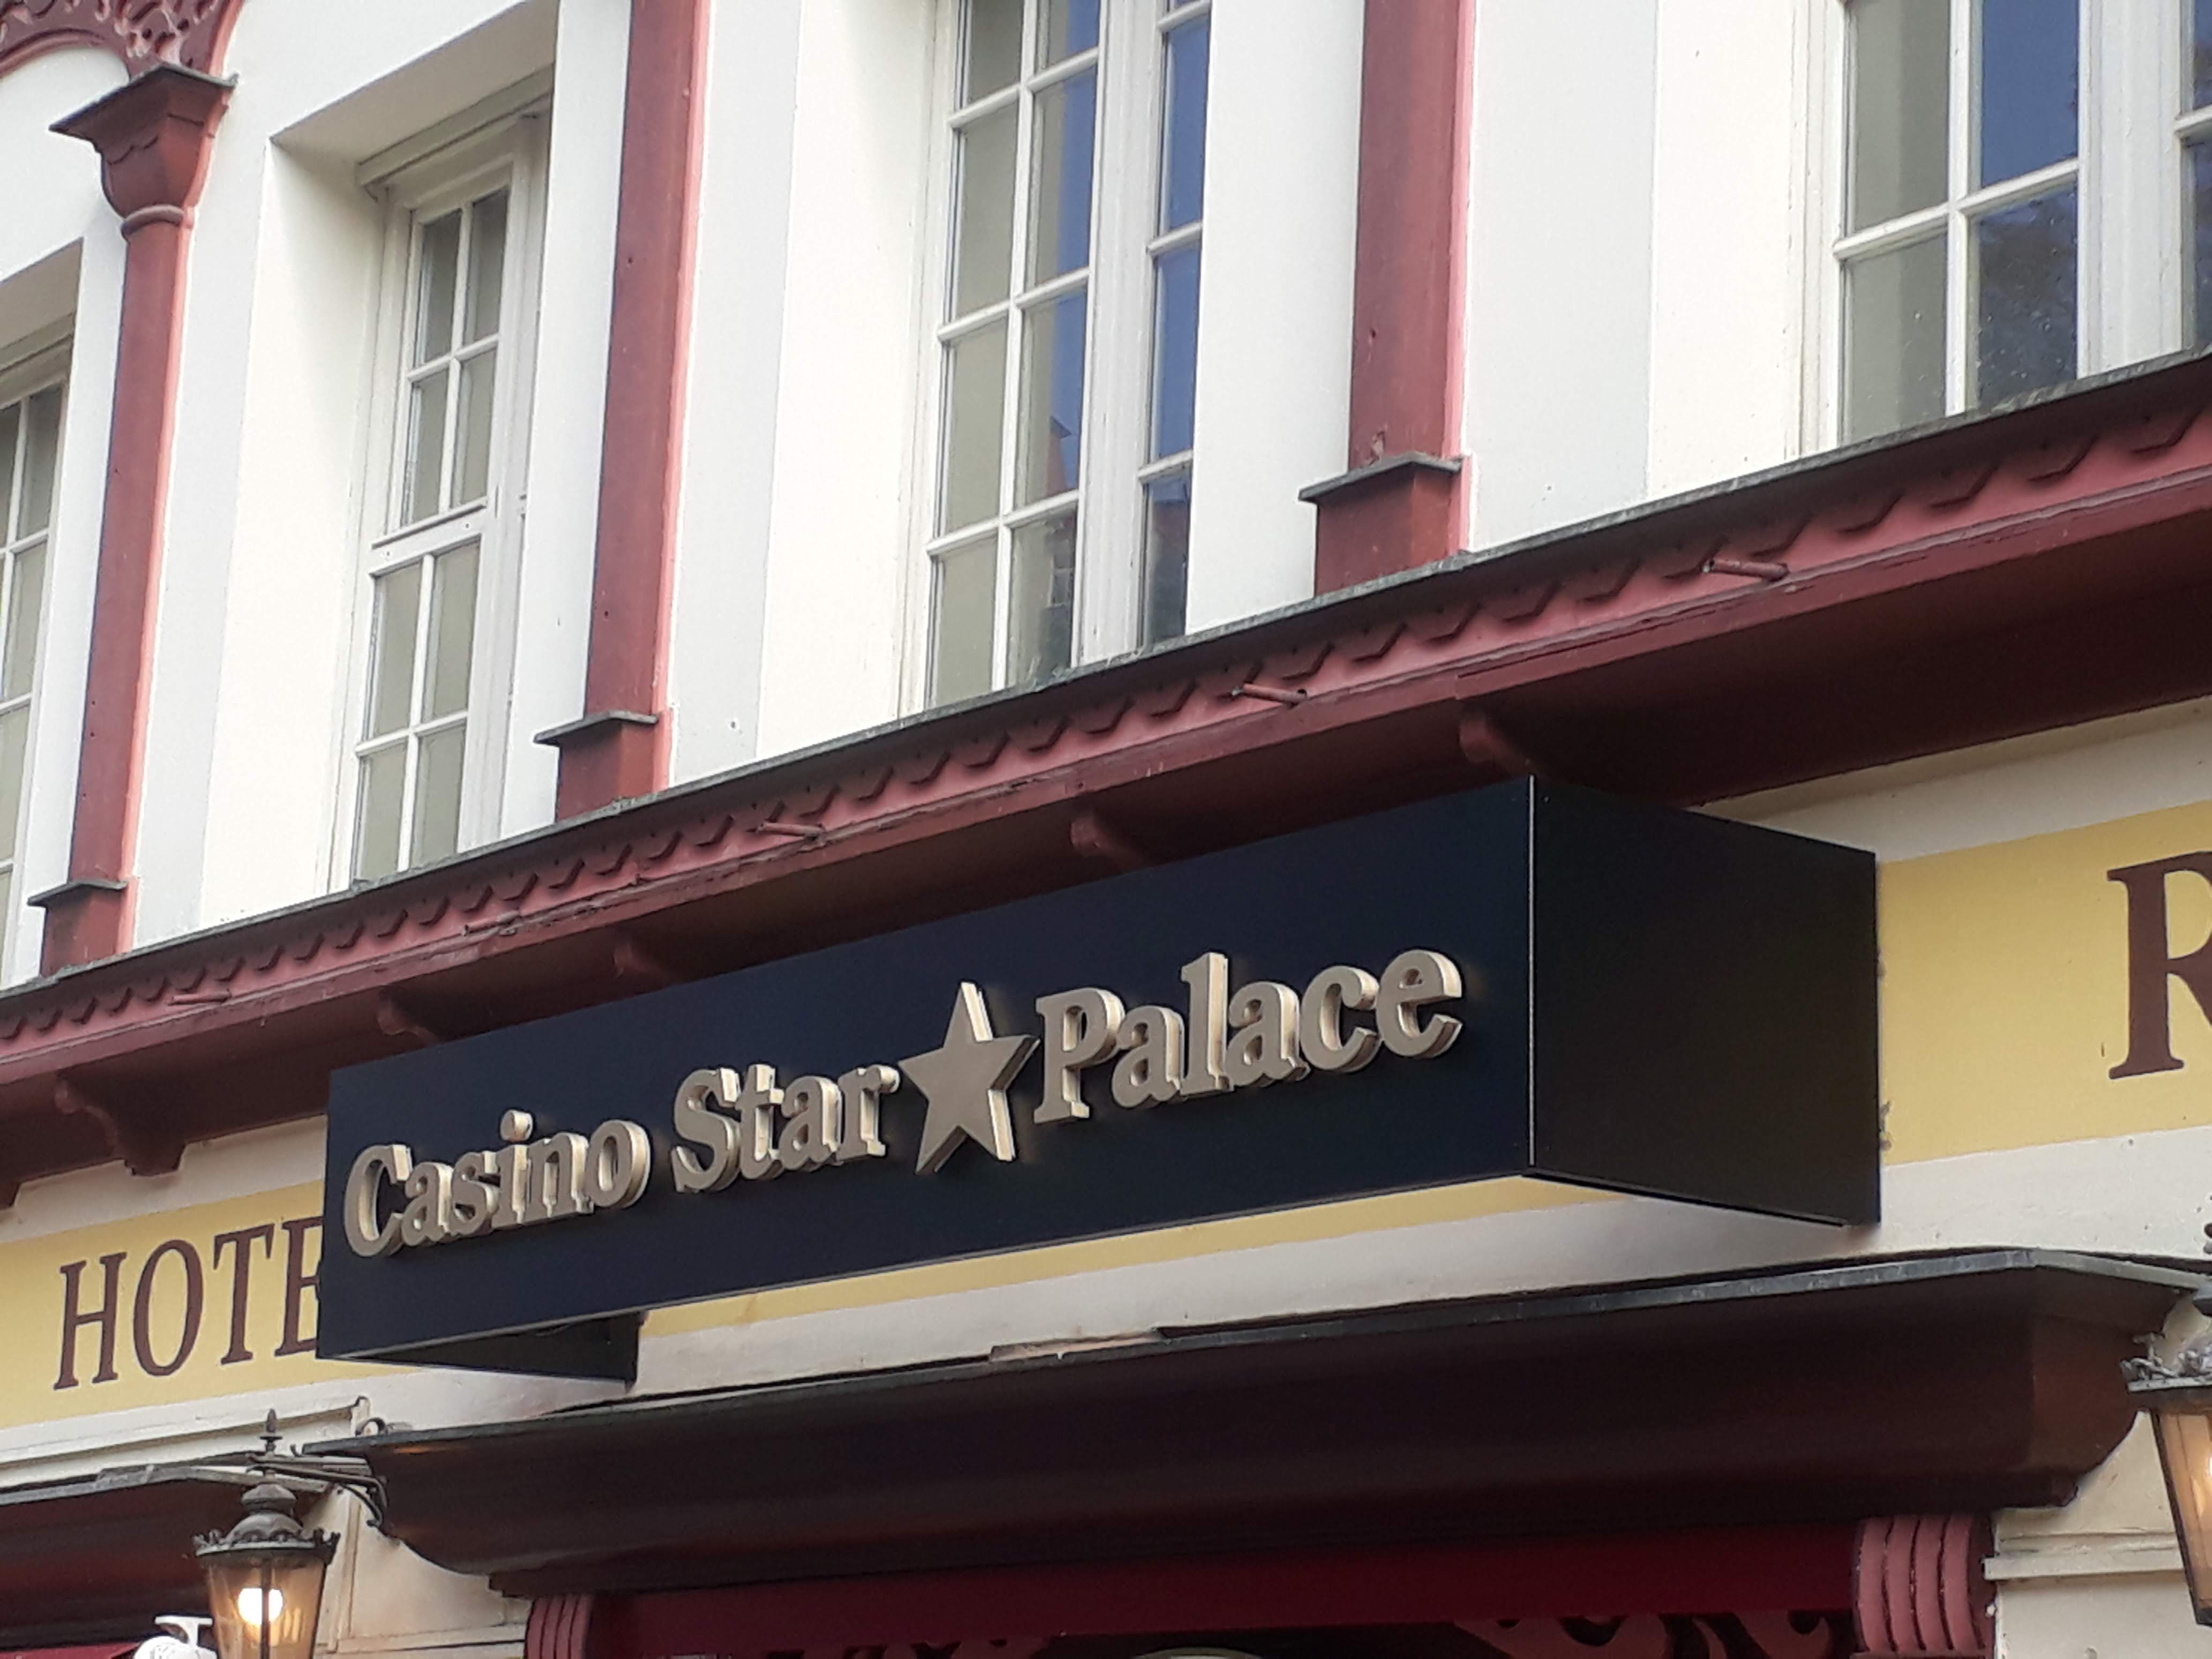 Casino Star★Palace
HOTE
R